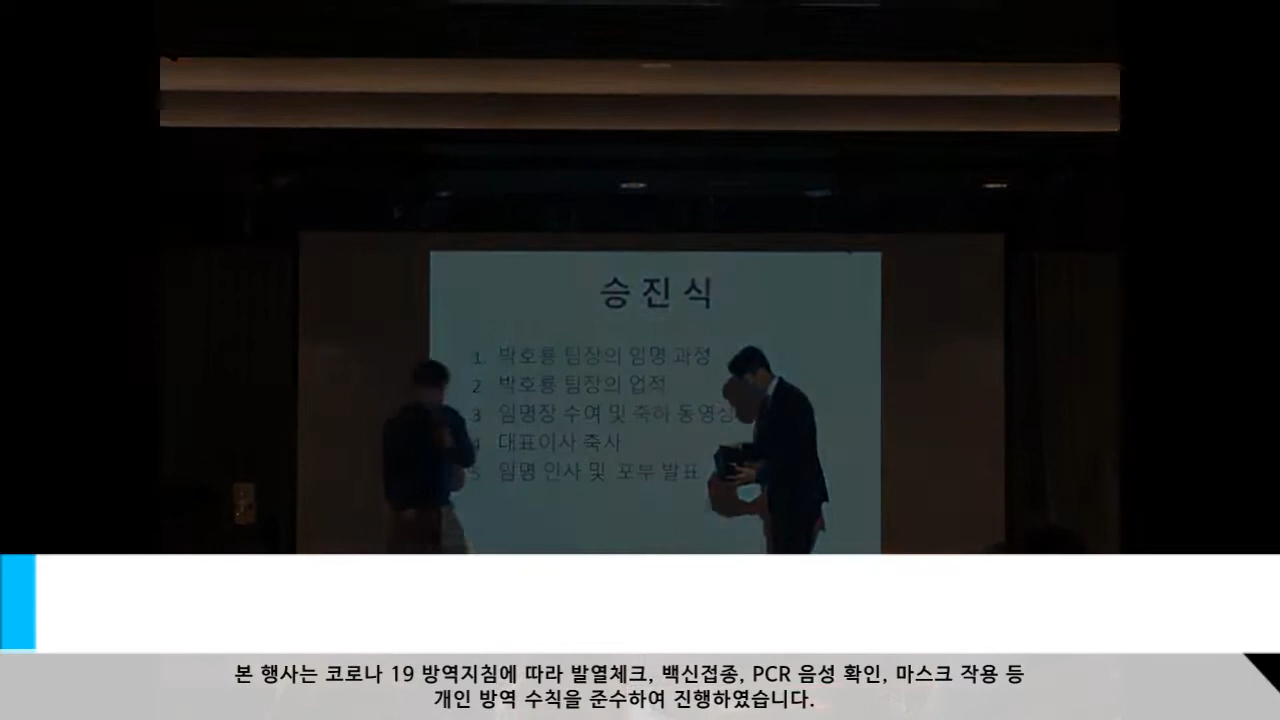 승 진 식
1. 박호룡 팀장의 임명 과정
2 박호룡 팀장의 업적
3 임명장 수여 및 축하 동영상
4 대표이사 축사
5 임명 인사 및 포부 발표
본 행사는 코로나 19 방역지침에 따라 발열체크, 백신접종, PCR 음성 확인, 마스크 작용 등
개인 방역 수칙을 준수하여 진행하였습니다.